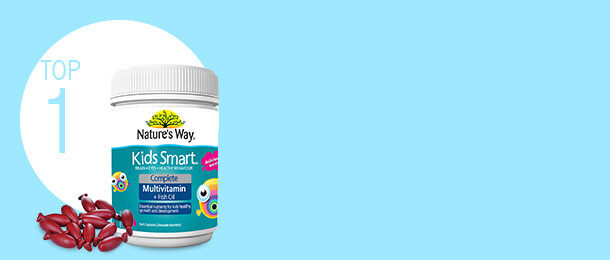 TOP
1
Nature's Way
Kids Smart
BRAIN • EYES • HEALTHY BEHAVIOUR
Complete
Multivitamin
+ Fish Oil
Essential nutrients for kids healthy
growth and development